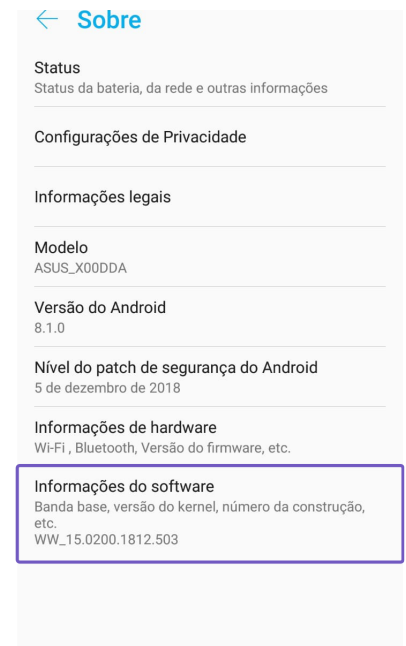 Sobre
Status
Status da bateria, da rede e outras informações
Configurações de Privacidade
Informações legais
Modelo
ASUS_X00DDA
Versão do Android
8.1.0
Nível do patch de segurança do Android
5 de dezembro de 2018
Informações de hardware
Wi-Fi , Bluetooth, Versão do firmware, etc.
Informações do software
Banda base, versão do kernel, número da construção,
etc.
WW_15.0200.1812.503